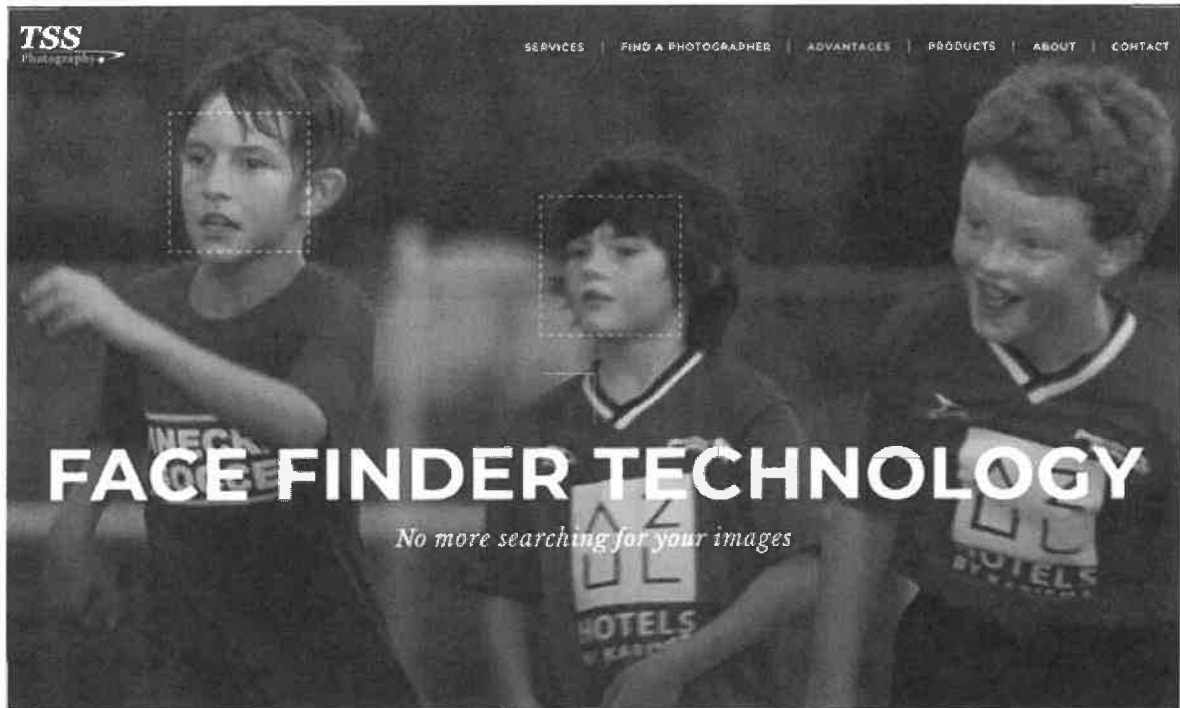 TSS
Photography
SERVICES | FIND A PHOTOGRAPHER | ADVANTAGES | PRODUCTS | ABOUT | CONTACT
FACE FINDER TECHNOLOGY
No more searching for your images
HOTELS
HOTELS